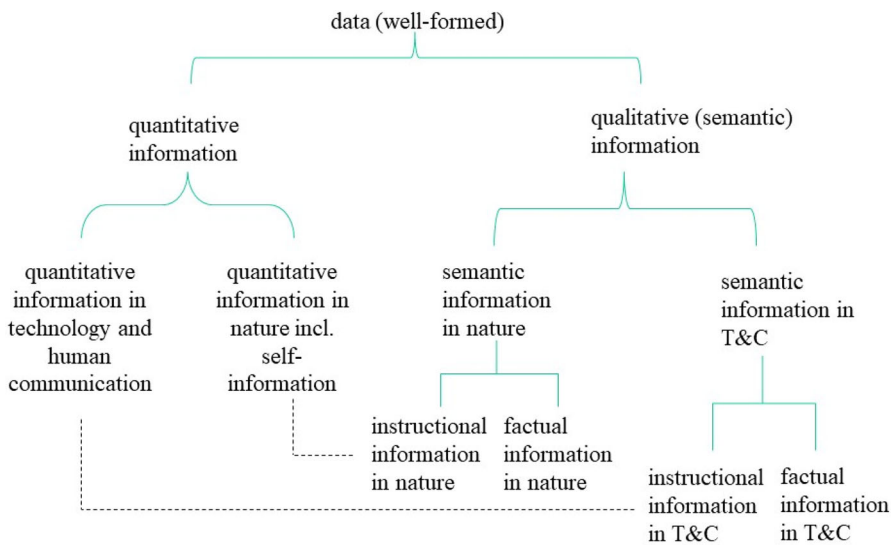 data (well-formed)
quantitative
information
qualitative (semantic)
information
quantitative
information in
technology and
human
communication
quantitative
information in
nature incl.
self-
information
semantic
information
in nature
semantic
information in
T&C
instructional
information
in nature
factual
information
in nature
instructional
information
in T&C
factual
information
in T&C